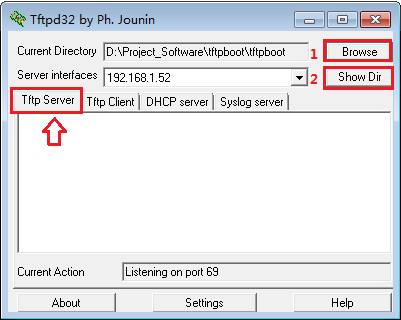 Tftpd32 by Ph. Jounin
Current Directory D:\Project_Software\tftpboot\tftpboot 1 Browse
Server interfaces 192.168.1.52 2 Show Dir
Tftp Server Tftp Client DHCP server Syslog server
Current Action Listening on port 69
About Settings Help